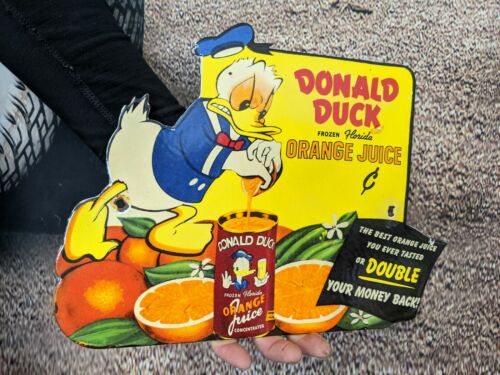 DONALD
DUCK
FROZEN Florida
ORANGE JUICE
¢
DONALD DUCK
FROZEN Florida
ORANGE
Juice
CONCENTRATED
THE BEST ORANGE JUICE
YOU EVER TASTED
OR DOUBLE
YOUR MONEY BACK!